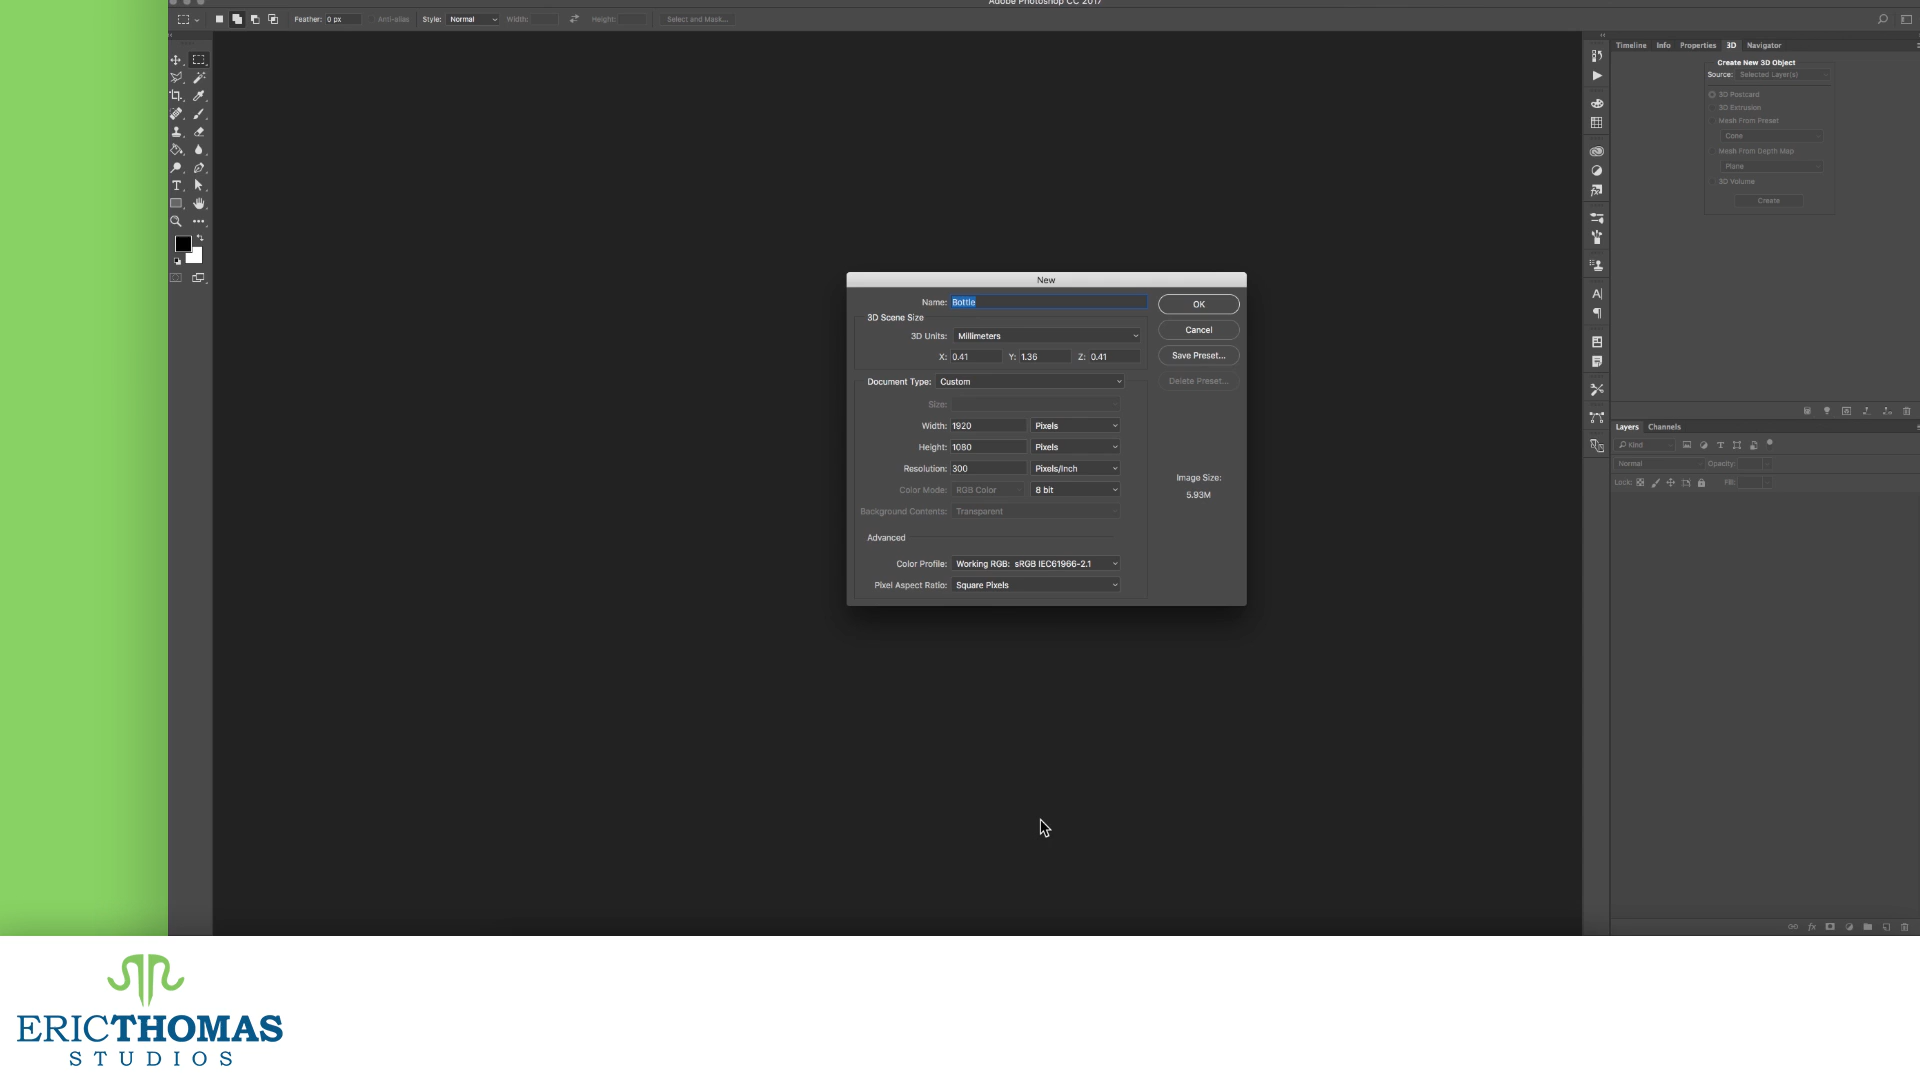 Adobe Photoshop CC 2017
Feather: 0 px Anti-alias Style: Normal Width: Height: Select and Mask...
Timeline Info Properties 3D Navigator
Create New 3D Object
Source: Selected Layer(s)
3D Postcard
3D Extrusion
Mesh From Preset
Cone
Mesh From Depth Map
Plane
3D Volume
Create
New
Name: Bottle
OK
3D Scene Size
3D Units: Millimeters
Cancel
X: 0.41 Y: 1.36 Z: 0.41
Save Preset...
Document Type: Custom
Delete Preset...
Size:
Width: 1920 Pixels
Height: 1080 Pixels
Resolution: 300 Pixels/Inch
Color Mode: RGB Color 8 bit
Image Size:
5.93M
Background Contents: Transparent
Advanced
Color Profile: Working RGB: sRGB IEC61966-2.1
Pixel Aspect Ratio: Square Pixels
Layers Channels
Kind
Normal Opacity:
Lock: Fill:
fx
ERICTHOMAS
STUDIOS